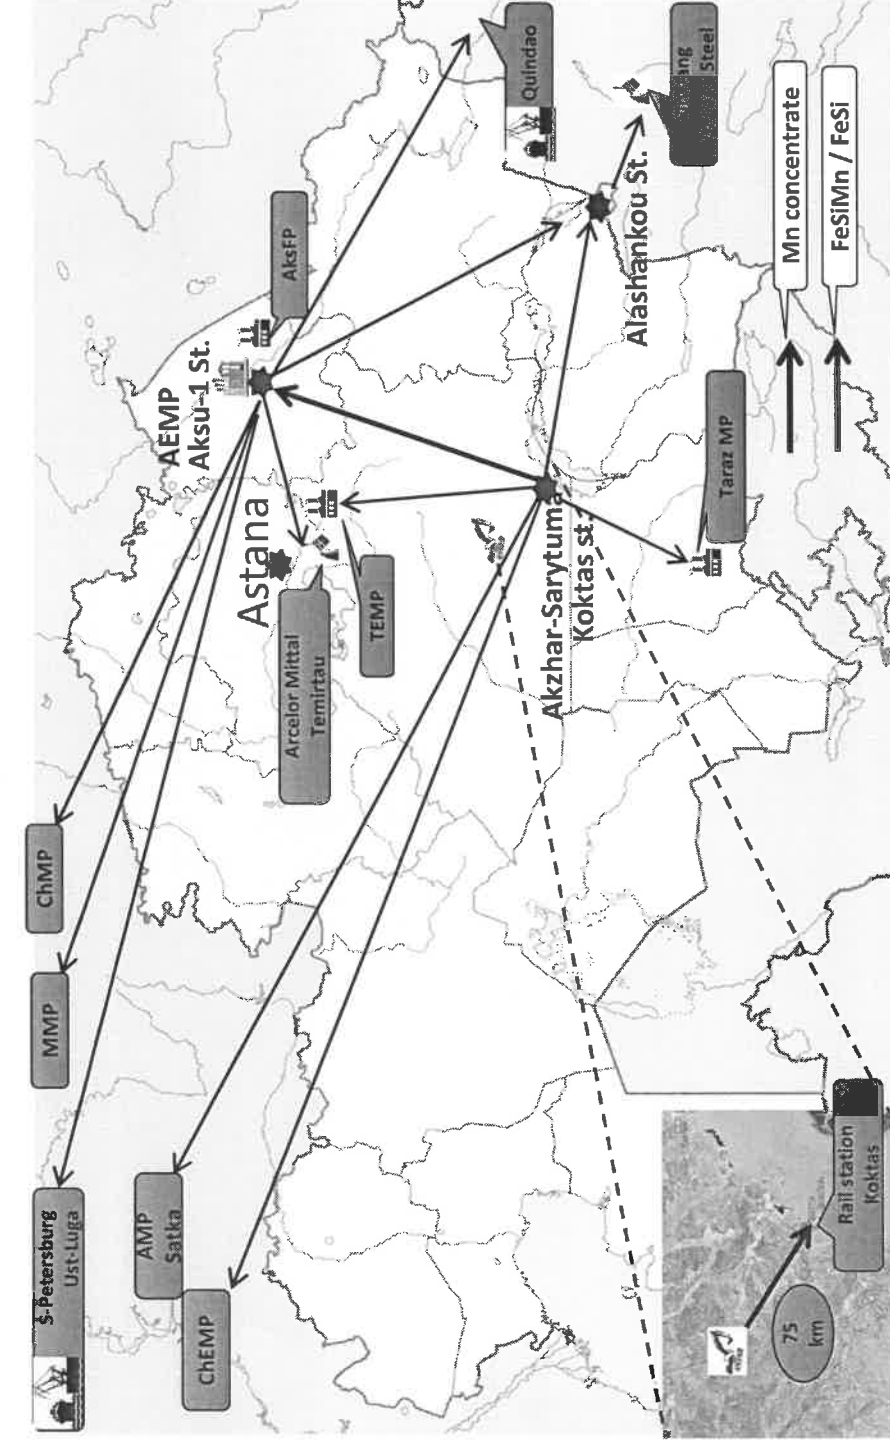 S-Petersburg
Ust-Luga
MMP
ChMP
AMP
Satka
ChEMP
AEMP
Aksu-1 St.
AksFP
Astana
Arcelor Mittal
Temirtau
TEMP
Quindao
Steel
Alashankou St.
Akzhar-Sarytuma
Koktas st.
Taraz MP
Mn concentrate
FeSiMn / FeSi
75
km
Rail station
Koktas